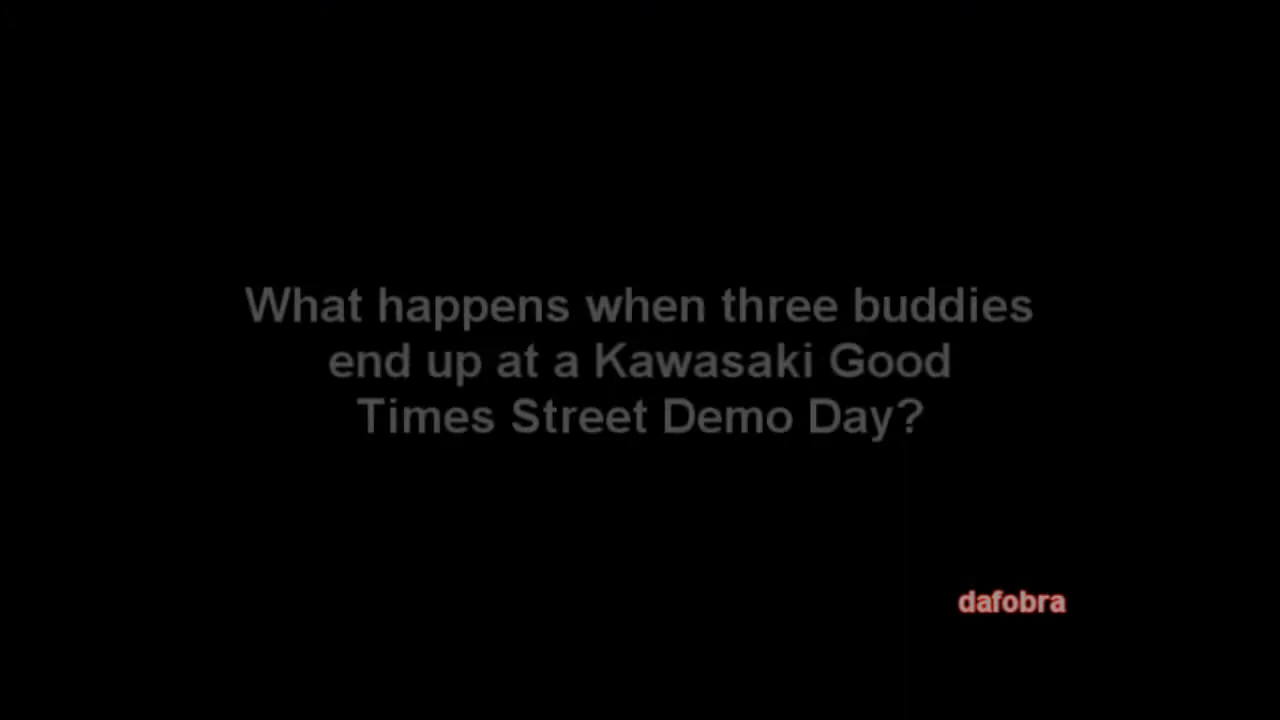 What happens when three buddies
end up at a Kawasaki Good
Times Street Demo Day?
dafobra